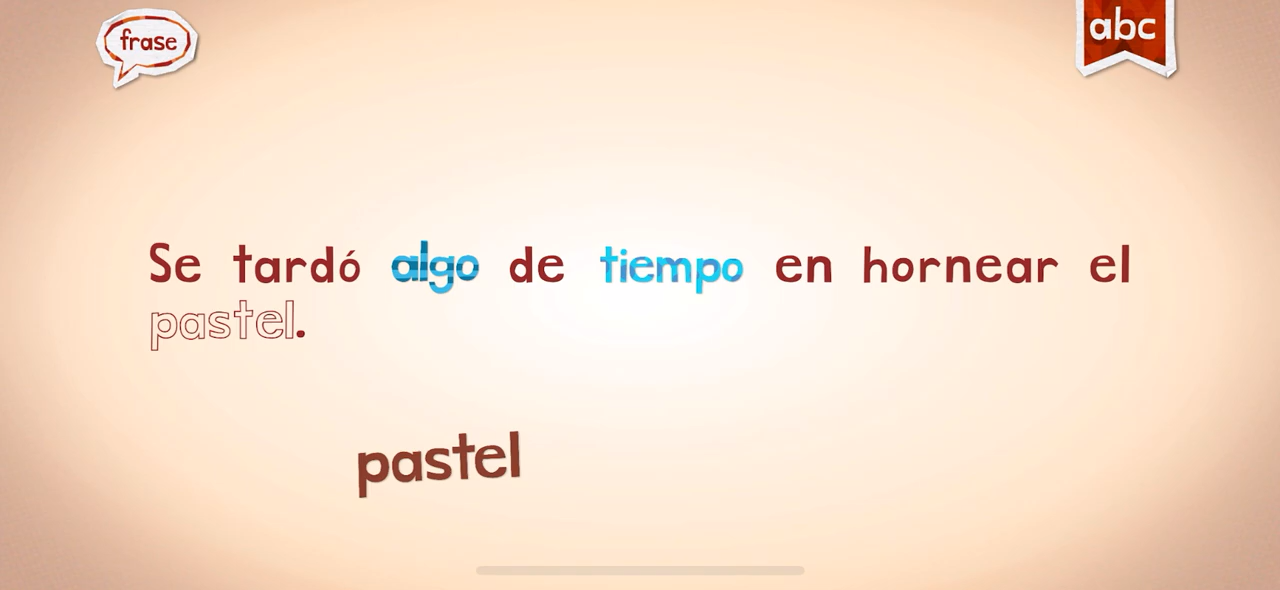 frase
abc
Se tardó algo de tiempo en hornear el
pastel.
pastel